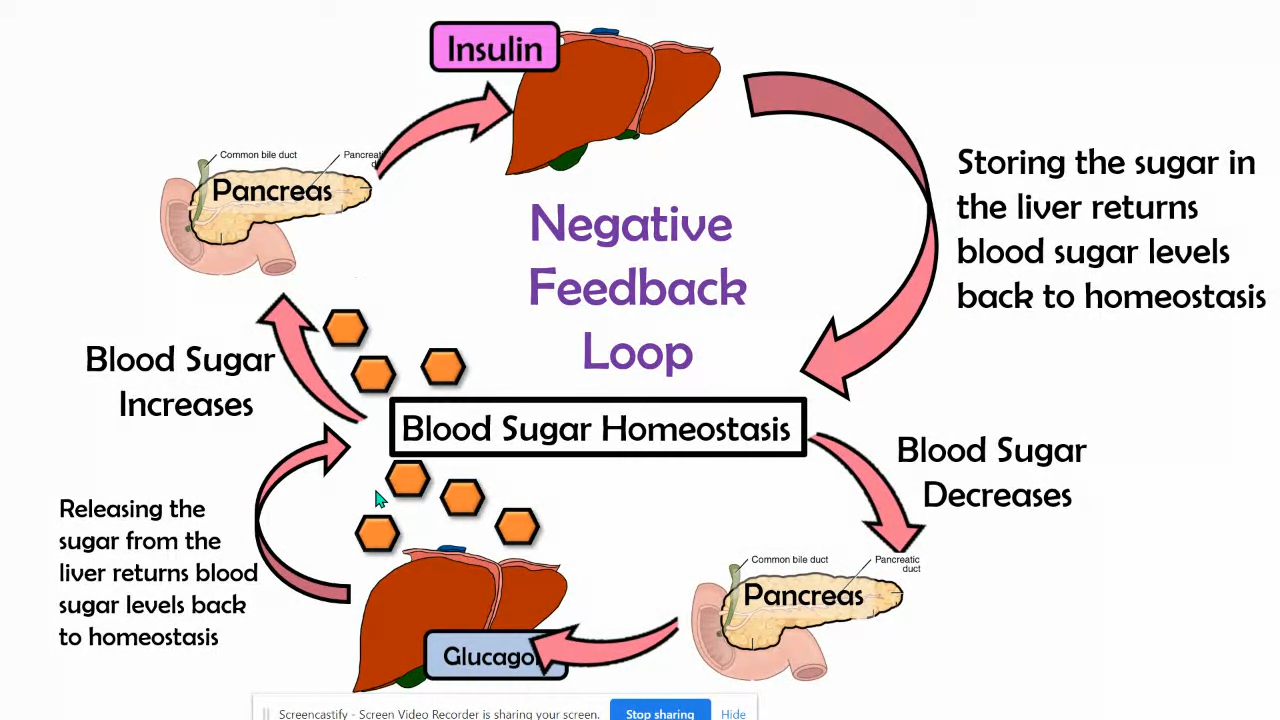 Insulin
Common bile duct
Pancreati
d
Pancreas
Storing the sugar in
the liver returns
blood sugar levels
back to homeostasis
Negative
Feedback
Loop
Blood Sugar
Increases
Blood Sugar Homeostasis
Blood Sugar
Decreases
Releasing the
sugar from the
liver returns blood
sugar levels back
to homeostasis
Common bile duct
Pancreatic
duct
Pancreas
Glucago
Screencastify - Screen Video Recorder is sharing your screen.
Stop sharing
Hide